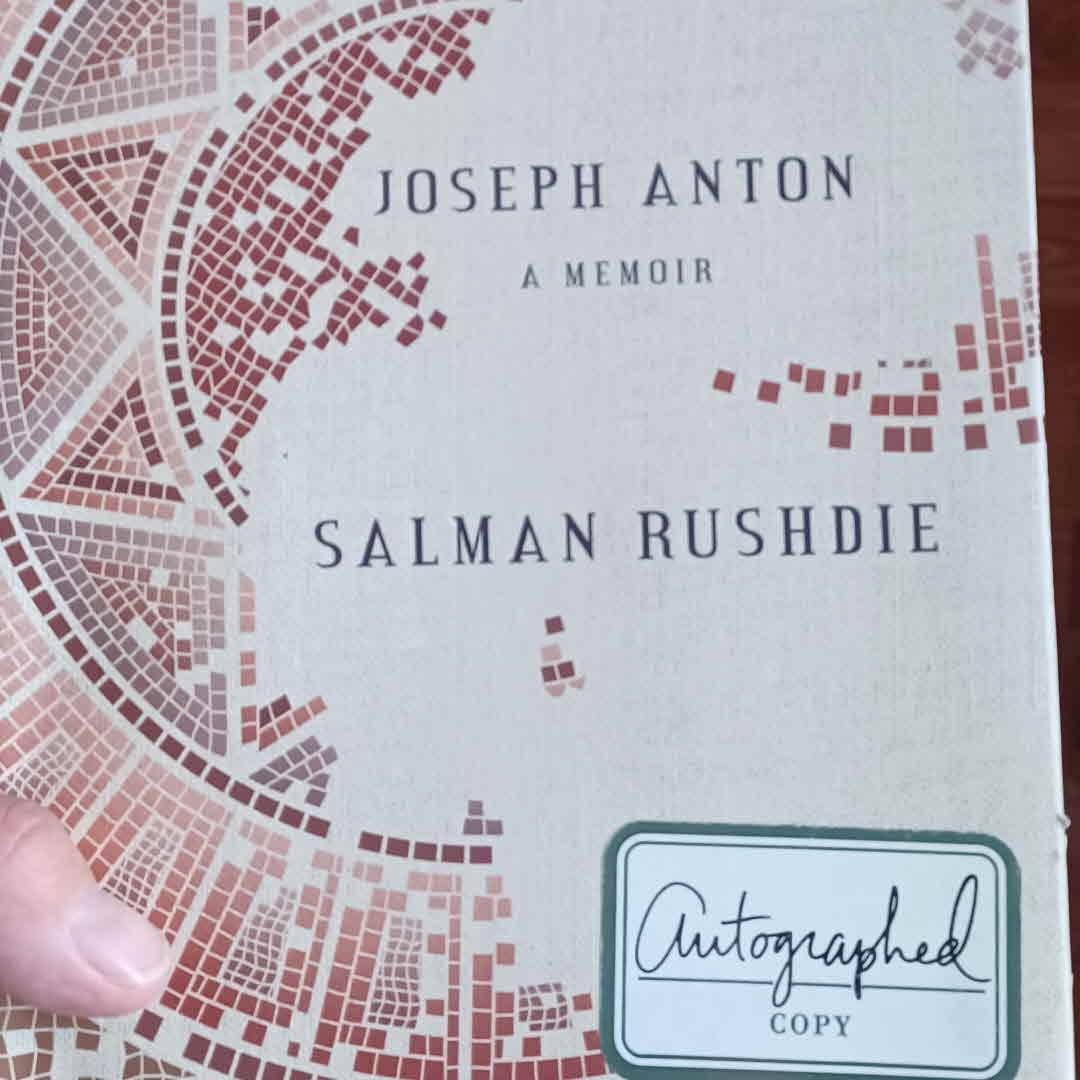 JOSEPH ANTON
A MEMOIR
SALMAN RUSHDIE
Autographed
COPY